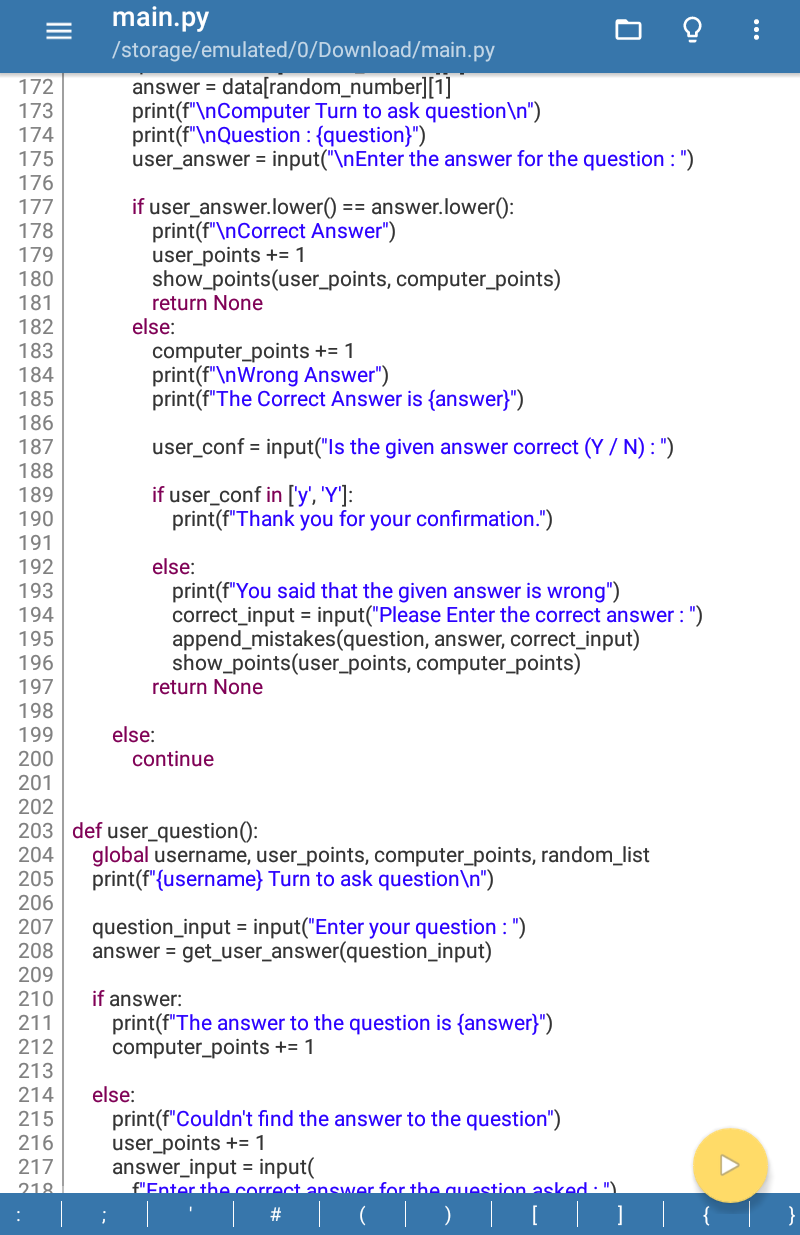 main.py
/storage/emulated/0/Download/main.py
172 answer = data[random_number][1]
173 print(f"\nComputer Turn to ask question\n")
174 print(f"\nQuestion : {question}")
175 user_answer = input("\nEnter the answer for the question : ")
176
177 if user_answer.lower() == answer.lower():
178 print(f"\nCorrect Answer")
179 user_points += 1
180 show_points(user_points, computer_points)
181 return None
182 else:
183 computer_points += 1
184 print(f"\nWrong Answer")
185 print(f"The Correct Answer is {answer}")
186
187 user_conf = input("Is the given answer correct (Y / N) : ")
188
189 if user_conf in ['y', 'Y']:
190 print(f"Thank you for your confirmation.")
191
192 else:
193 print(f"You said that the given answer is wrong")
194 correct_input = input("Please Enter the correct answer : ")
195 append_mistakes(question, answer, correct_input)
196 show_points(user_points, computer_points)
197 return None
198
199 else:
200 continue
201
202
203 def user_question():
204 global username, user_points, computer_points, random_list
205 print(f"{username} Turn to ask question\n")
206
207 question_input = input("Enter your question : ")
208 answer = get_user_answer(question_input)
209
210 if answer:
211 print(f"The answer to the question is {answer}")
212 computer_points += 1
213
214 else:
215 print(f"Couldn't find the answer to the question")
216 user_points += 1
217 answer_input = input(
218 f"Enter the correct answer for the question asked : ")
: ; ' # ( ) [ ] { }